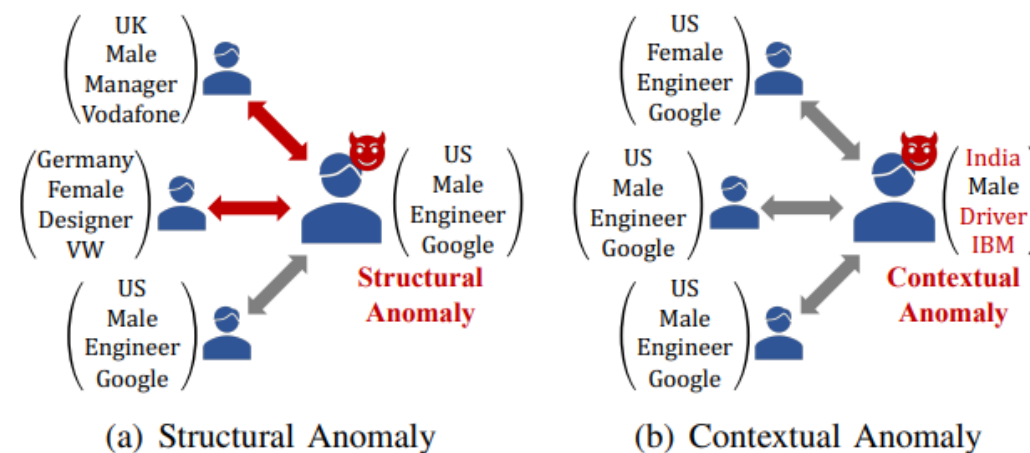 UK
Male
Manager
Vodafone
Germany
Female
Designer
VW
US
Male
Engineer
Google
US
Male
Engineer
Google
Structural
Anomaly
(a) Structural Anomaly
US
Female
Engineer
Google
US
Male
Engineer
Google
US
Male
Engineer
Google
India
Male
Driver
IBM
Contextual
Anomaly
(b) Contextual Anomaly